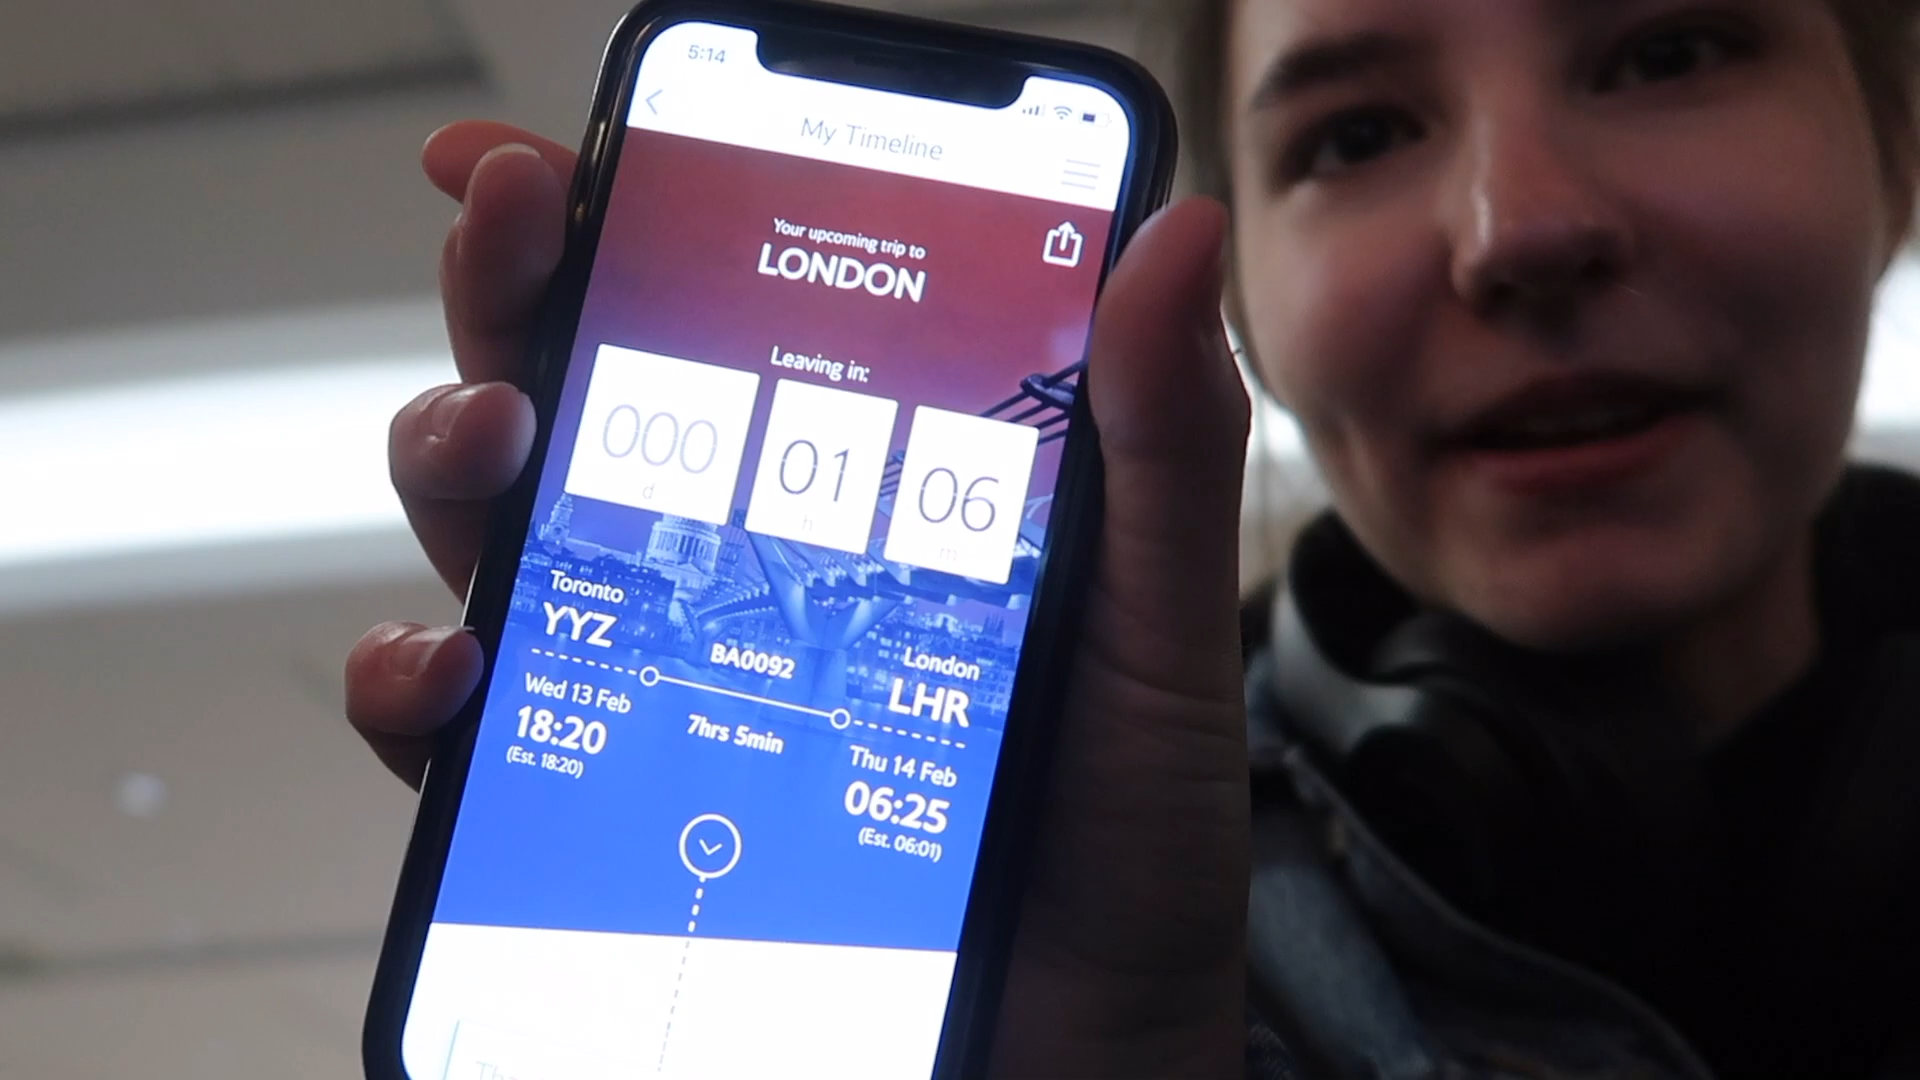 5:14
My Timeline
Your upcoming trip to
LONDON
Leaving in:
000
d
01
h
06
m
Toronto
YYZ
BA0092
London
LHR
Wed 13 Feb
18:20
(Est. 18:20)
7hrs 5min
Thu 14 Feb
06:25
(Est. 06:01)